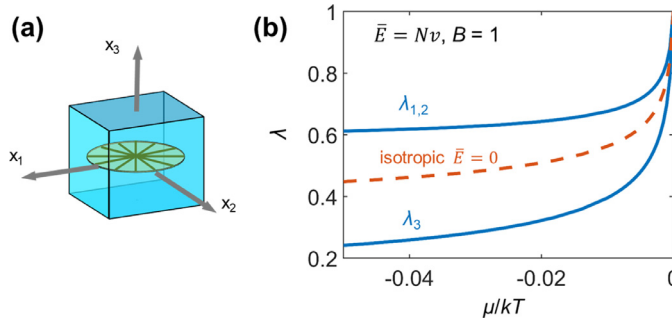 (a)
x₃
x₁
x₂
(b)
Ē = Nv, B = 1
λ₁,₂
isotropic Ē = 0
λ₃
λ
1
0.8
0.6
0.4
0.2
-0.04
-0.02
0
μ/kT